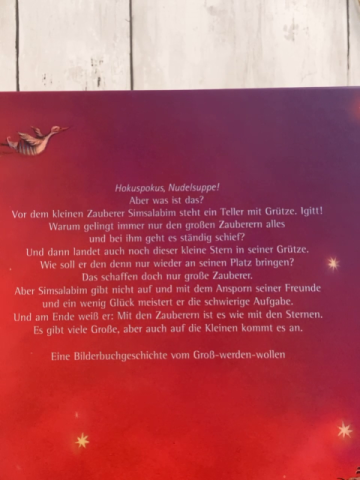 Hokuspokus, Nudelsuppe!
Aber was ist das?
Vor dem kleinen Zauberer Simsalabim steht ein Teller mit Grütze. Igitt!
Warum gelingt immer nur den großen Zauberern alles
und bei ihm geht es ständig schief?
Und dann landet auch noch dieser kleine Stern in seiner Grütze.
Wie soll er den denn nur wieder an seinen Platz bringen?
Das schaffen doch nur große Zauberer.
Aber Simsalabim gibt nicht auf und mit dem Ansporn seiner Freunde
und ein wenig Glück meistert er die schwierige Aufgabe.
Und am Ende weiß er: Mit den Zauberern ist es wie mit den Sternen.
Es gibt viele Große, aber auch auf die Kleinen kommt es an.
Eine Bilderbuchgeschichte vom Groß-werden-wollen